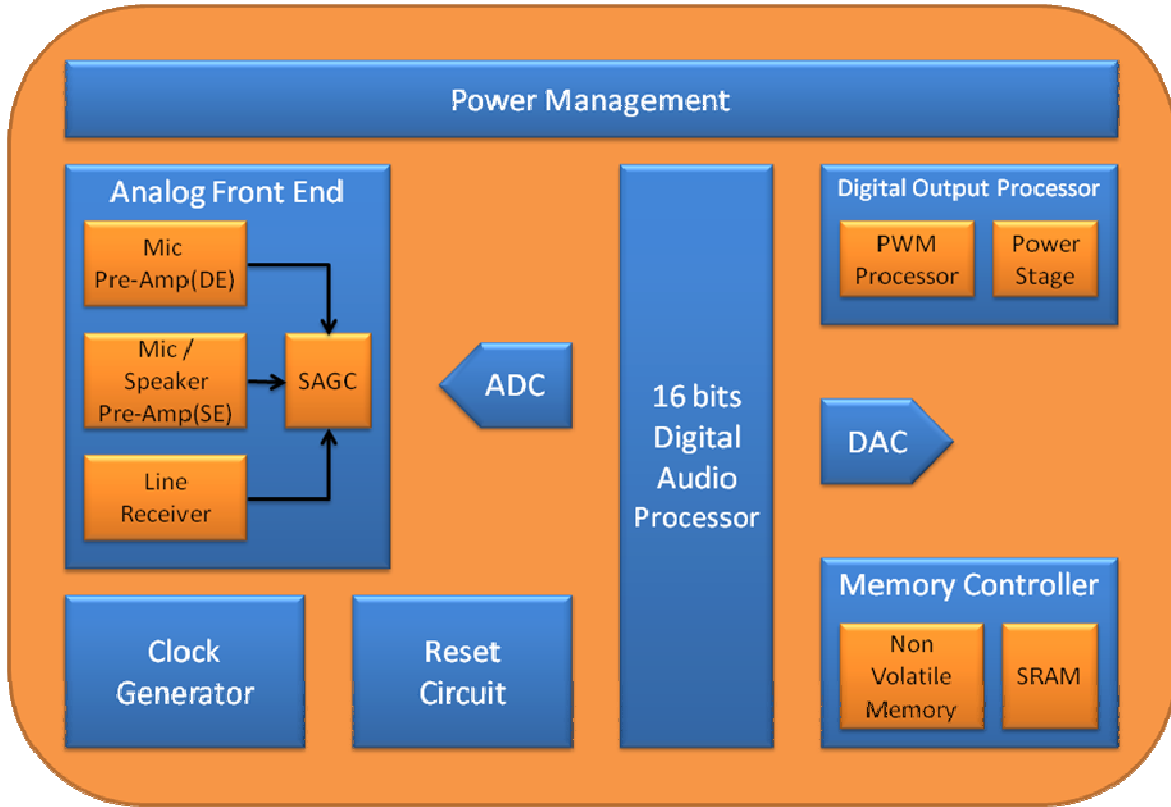 Power Management
Analog Front End
Mic
Pre-Amp(DE)
Mic /
Speaker
Pre-Amp(SE)
Line
Receiver
SAGC
ADC
Clock
Generator
Reset
Circuit
16 bits
Digital
Audio
Processor
Digital Output Processor
PWM
Processor
Power
Stage
DAC
Memory Controller
Non
Volatile
Memory
SRAM